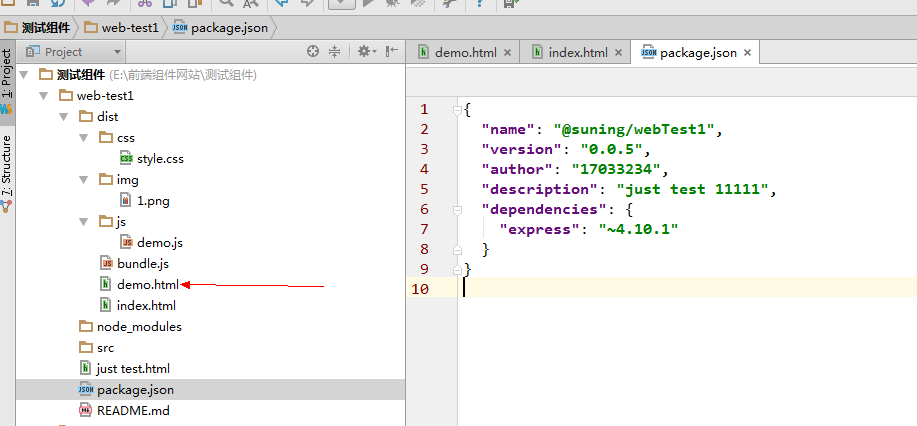 测试组件 web-test1 package.json
Project
demo.html index.html package.json
1: Project
7: Structure
测试组件 (E:\前端组件网站\测试组件)
web-test1
dist
css
style.css
img
1.png
js
demo.js
bundle.js
demo.html
index.html
node_modules
src
just test.html
package.json
README.md
1 {
2 "name": "@suning/webTest1",
3 "version": "0.0.5",
4 "author": "17033234",
5 "description": "just test 11111",
6 "dependencies": {
7 "express": "~4.10.1"
8 }
9 }
10